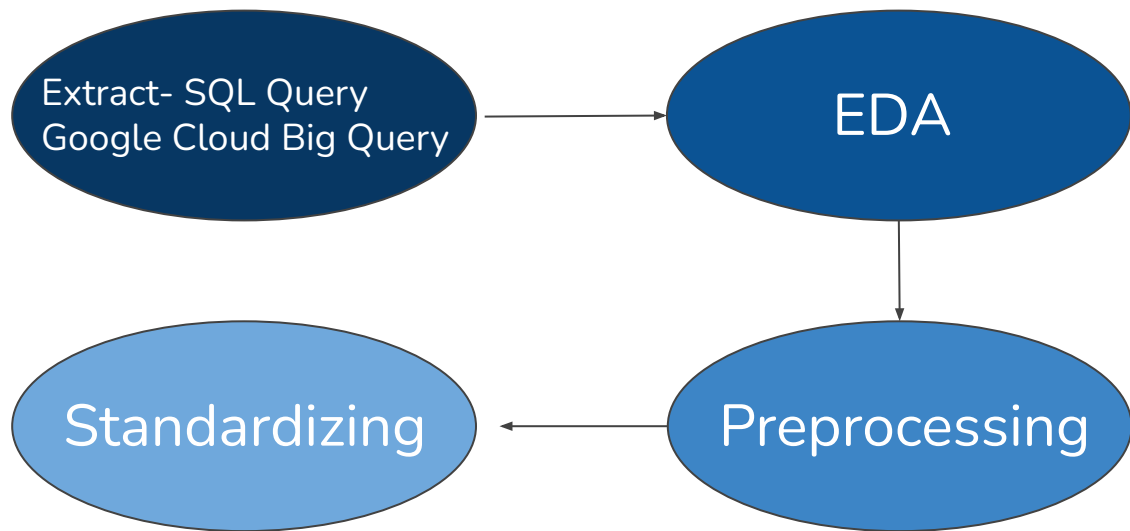 Extract- SQL Query
Google Cloud Big Query
EDA
Preprocessing
Standardizing